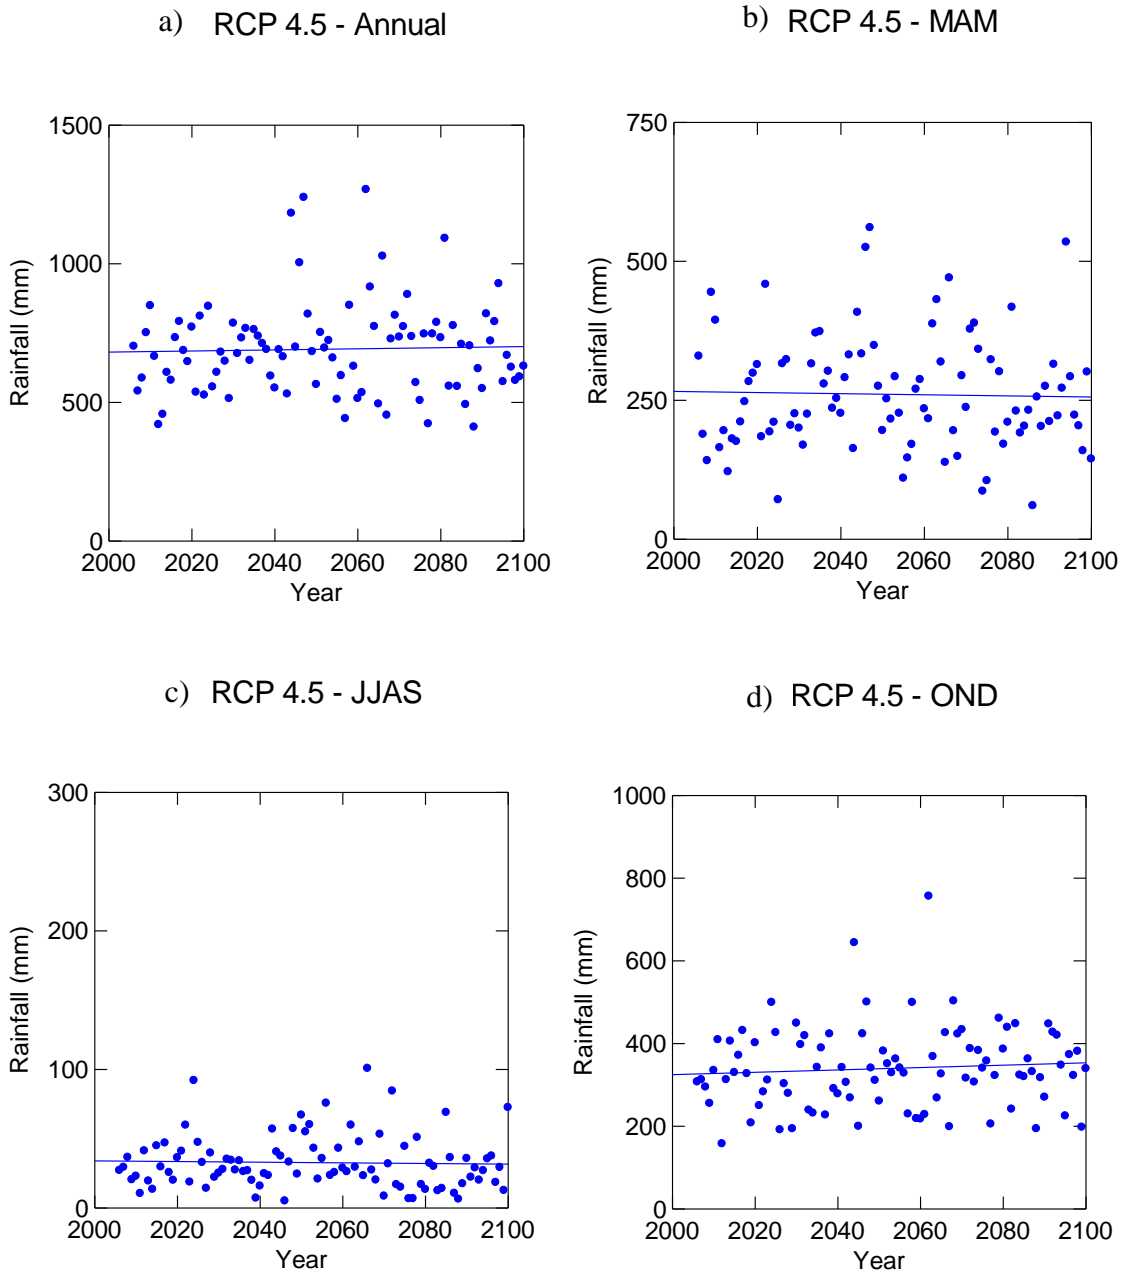 a) RCP 4.5 - Annual
1500
1000
500
0
Rainfall (mm)
2000 2020 2040 2060 2080 2100
Year
b) RCP 4.5 - MAM
750
500
250
0
Rainfall (mm)
2000 2020 2040 2060 2080 2100
Year
c) RCP 4.5 - JJAS
300
200
100
0
Rainfall (mm)
2000 2020 2040 2060 2080 2100
Year
d) RCP 4.5 - OND
1000
800
600
400
200
0
Rainfall (mm)
2000 2020 2040 2060 2080 2100
Year